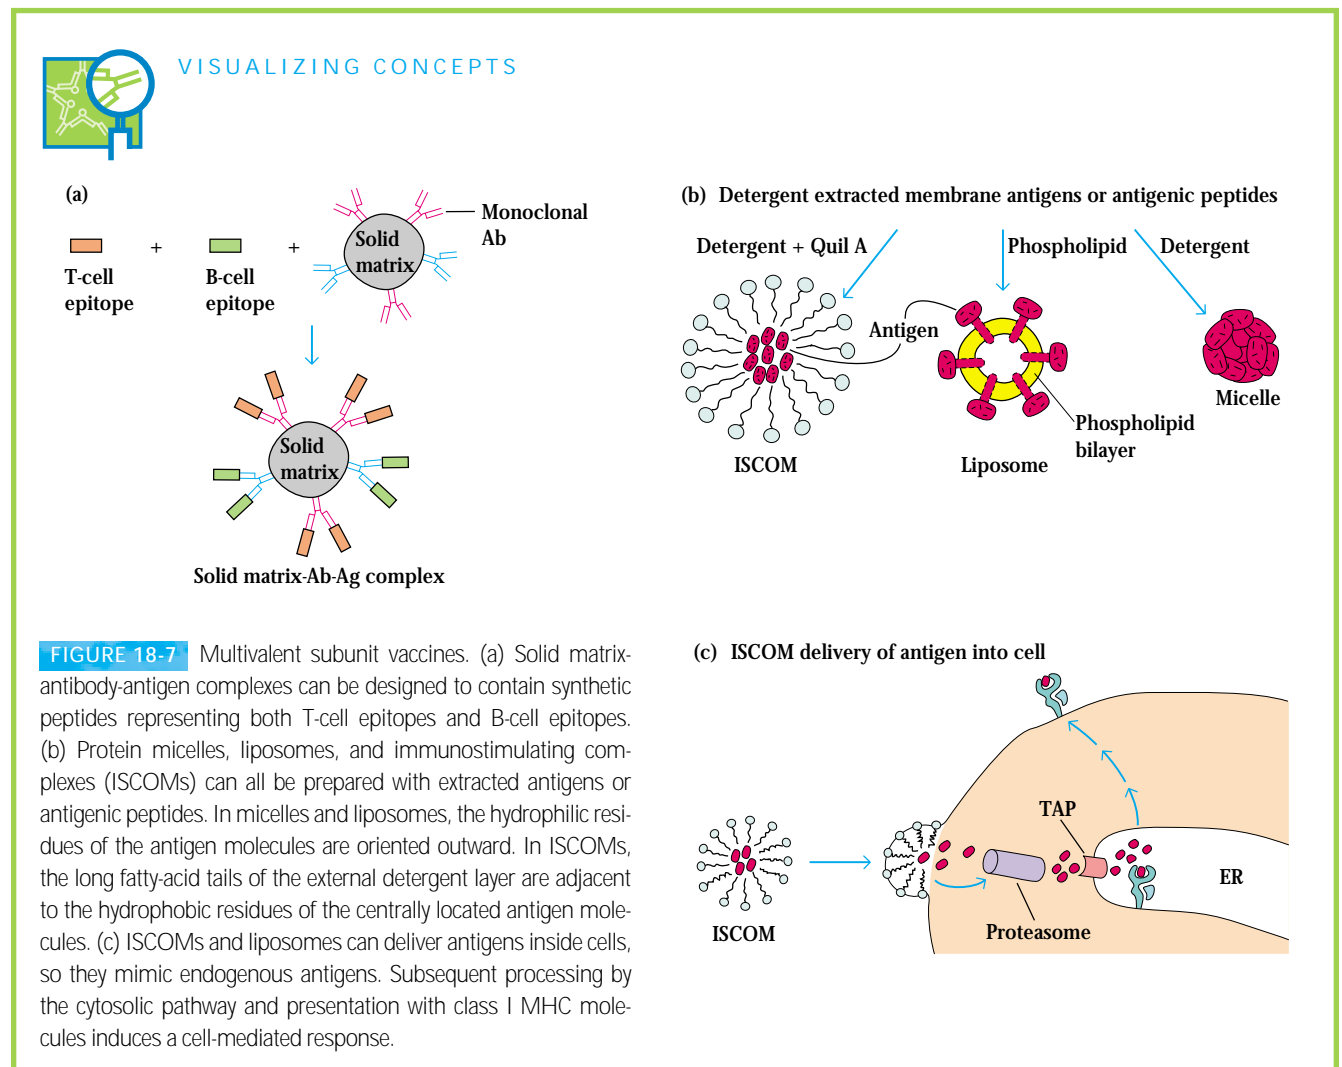 VISUALIZING CONCEPTS
(a)
T-cell
epitope
+
B-cell
epitope
+
Solid
matrix
Monoclonal
Ab
Solid
matrix
Solid matrix-Ab-Ag complex
(b) Detergent extracted membrane antigens or antigenic peptides
Detergent + Quil A
Phospholipid
Detergent
Antigen
ISCOM
Liposome
Phospholipid
bilayer
Micelle
FIGURE 18-7 Multivalent subunit vaccines. (a) Solid matrix-
antibody-antigen complexes can be designed to contain synthetic
peptides representing both T-cell epitopes and B-cell epitopes.
(b) Protein micelles, liposomes, and immunostimulating com-
plexes (ISCOMs) can all be prepared with extracted antigens or
antigenic peptides. In micelles and liposomes, the hydrophilic resi-
dues of the antigen molecules are oriented outward. In ISCOMs,
the long fatty-acid tails of the external detergent layer are adjacent
to the hydrophobic residues of the centrally located antigen mole-
cules. (c) ISCOMs and liposomes can deliver antigens inside cells,
so they mimic endogenous antigens. Subsequent processing by
the cytosolic pathway and presentation with class I MHC mole-
cules induces a cell-mediated response.
(c) ISCOM delivery of antigen into cell
ISCOM
Proteasome
TAP
ER